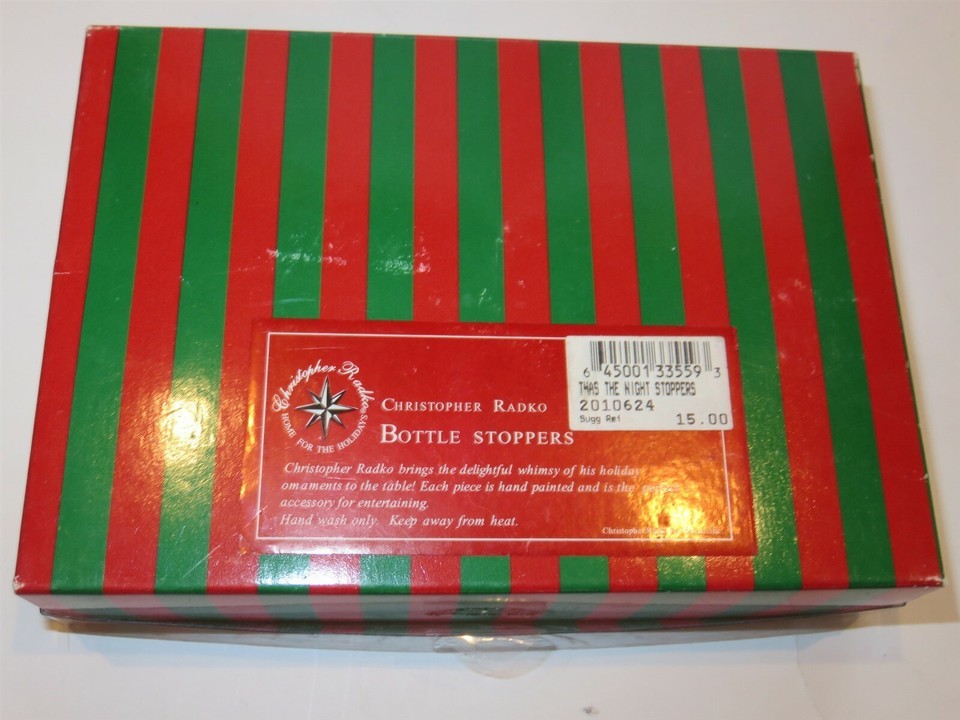 6 45001 33559 3
TWAS THE NIGHT STOPPERS
2010624
Sugg Ret 15.00
Christopher Radko
HOME FOR THE HOLIDAYS
CHRISTOPHER RADKO
BOTTLE STOPPERS
Christopher Radko brings the delightful whimsy of his holiday
ornaments to the table! Each piece is hand painted and is the
accessory for entertaining.
Hand wash only. Keep away from heat.
Christopher